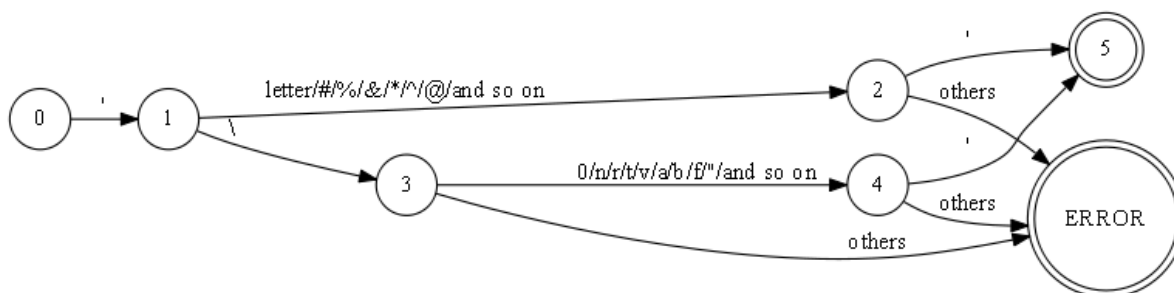 '
5
letter/#/%/&/*/^/@/and so on
2
others
0
'
1
\
'
0/n/r/t/v/a/b/f/"/and so on
3
4
others
ERROR
others
'